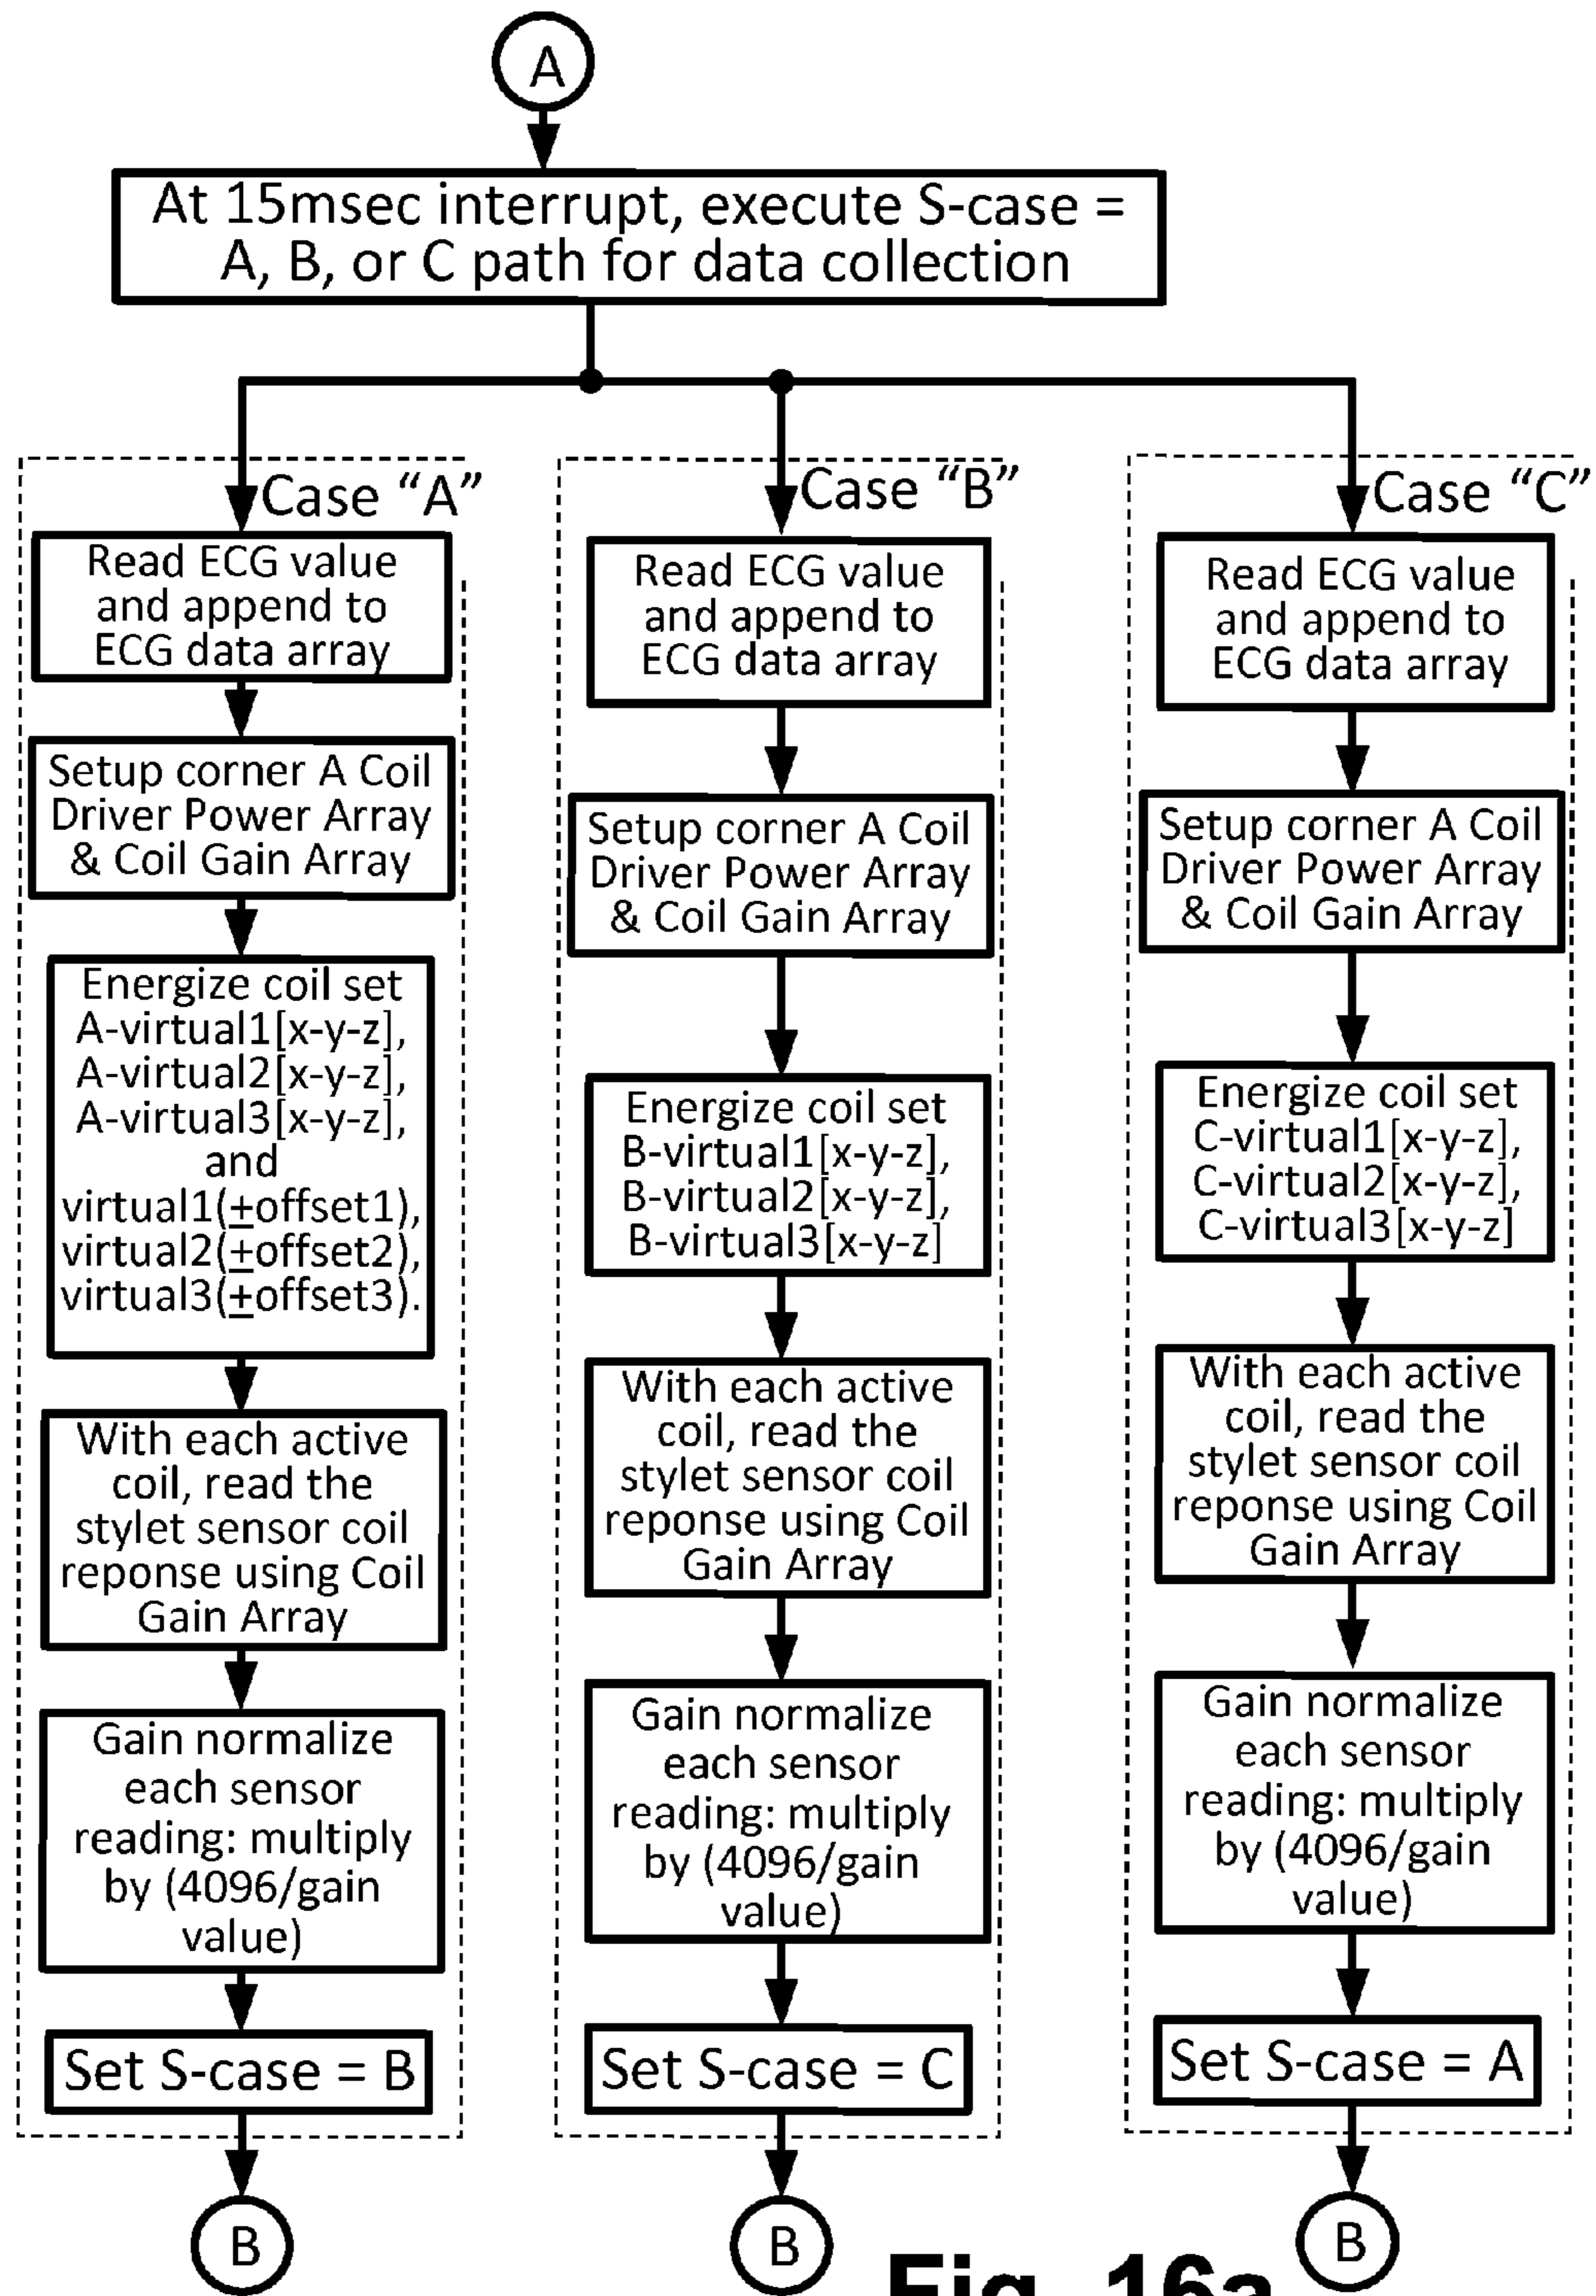 A
At 15msec interrupt, execute S-case =
A, B, or C path for data collection
Case “A”
Read ECG value
and append to
ECG data array
Setup corner A Coil
Driver Power Array
& Coil Gain Array
Energize coil set
A-virtual1[x-y-z],
A-virtual2[x-y-z],
A-virtual3[x-y-z],
and
virtual1(±offset1),
virtual2(±offset2),
virtual3(±offset3).
With each active
coil, read the
stylet sensor coil
reponse using Coil
Gain Array
Gain normalize
each sensor
reading: multiply
by (4096/gain
value)
Set S-case = B
B
Case “B”
Read ECG value
and append to
ECG data array
Setup corner A Coil
Driver Power Array
& Coil Gain Array
Energize coil set
B-virtual1[x-y-z],
B-virtual2[x-y-z],
B-virtual3[x-y-z]
With each active
coil, read the
stylet sensor coil
reponse using Coil
Gain Array
Gain normalize
each sensor
reading: multiply
by (4096/gain
value)
Set S-case = C
B
Case “C”
Read ECG value
and append to
ECG data array
Setup corner A Coil
Driver Power Array
& Coil Gain Array
Energize coil set
C-virtual1[x-y-z],
C-virtual2[x-y-z],
C-virtual3[x-y-z]
With each active
coil, read the
stylet sensor coil
reponse using Coil
Gain Array
Gain normalize
each sensor
reading: multiply
by (4096/gain
value)
Set S-case = A
B
Fig. 16a